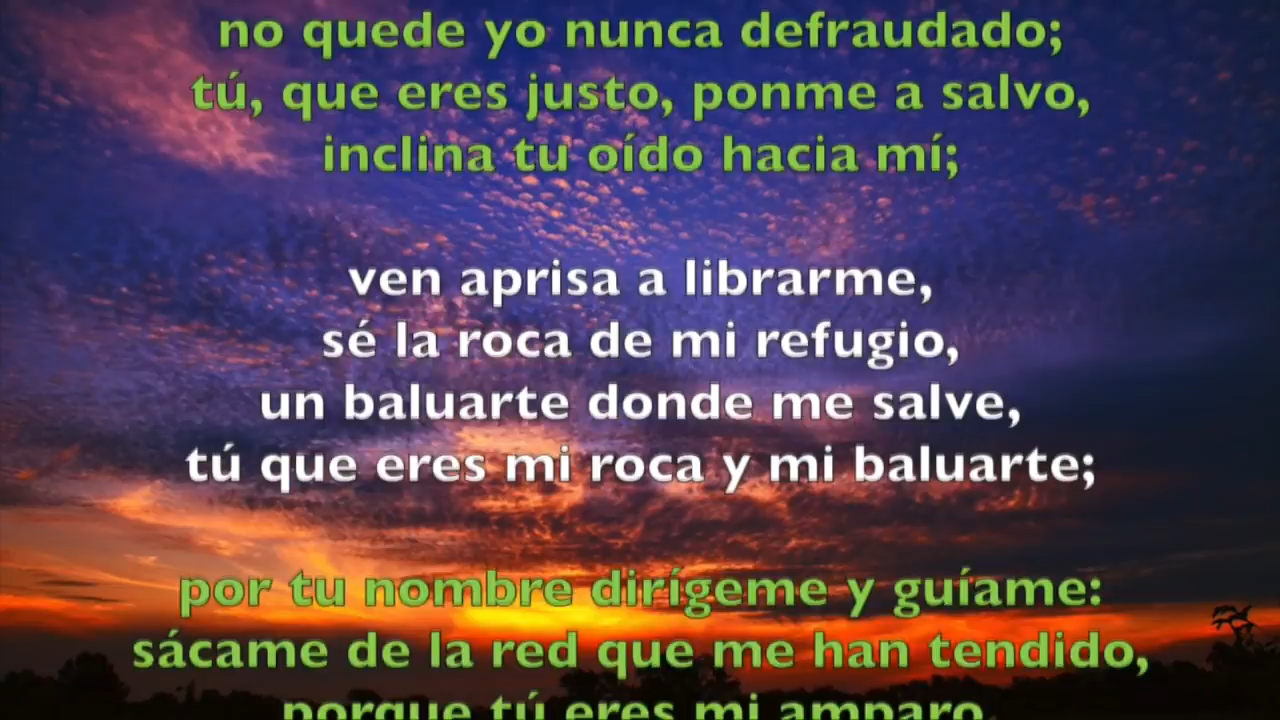 no quede yo nunca defraudado;
tú, que eres justo, ponme a salvo,
inclina tu oído hacia mí;
ven aprisa a librarme,
sé la roca de mi refugio,
un baluarte donde me salve,
tú que eres mi roca y mi baluarte;
por tu nombre dirígeme y guíame:
sácame de la red que me han tendido,
porque tú eres mi amparo.